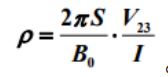 ρ = 2πS / B₀ · V₂₃ / I